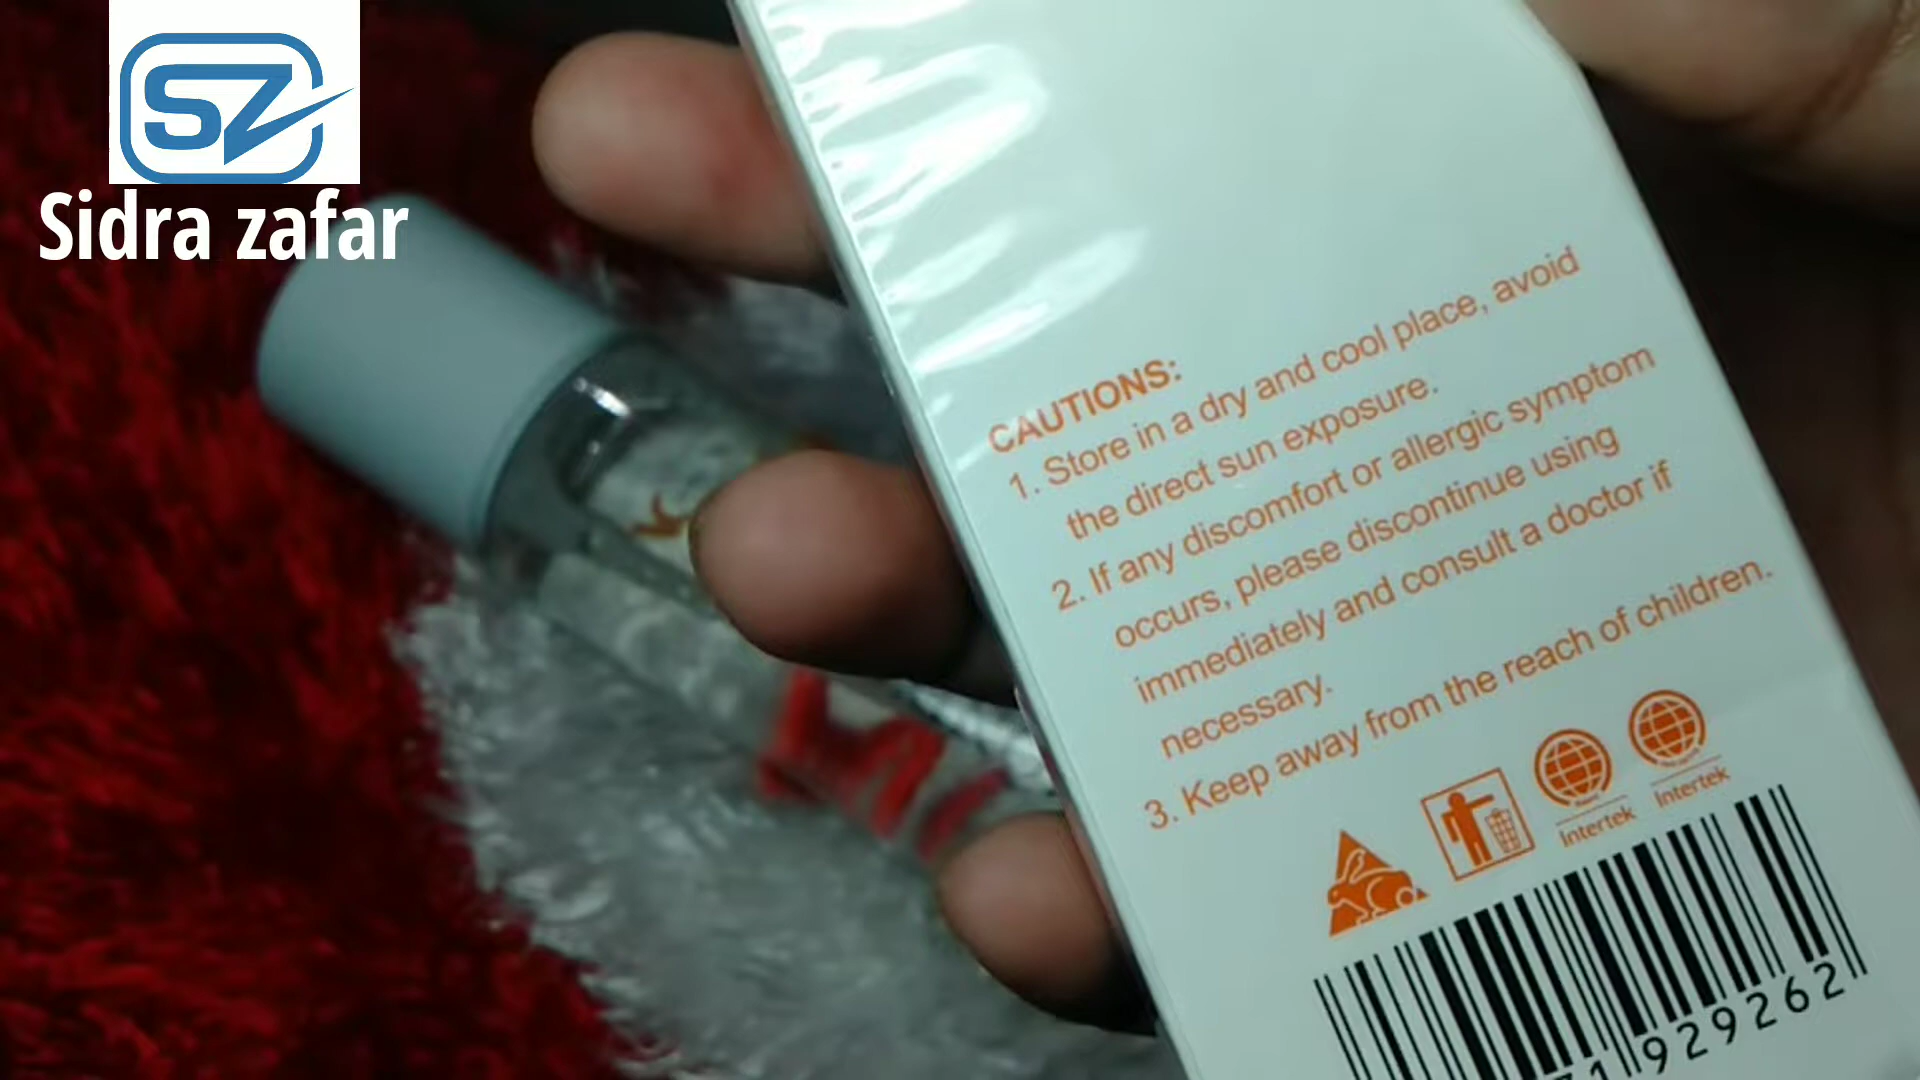 SZ
Sidra zafar
CAUTIONS:
1. Store in a dry and cool place, avoid
the direct sun exposure.
2. If any discomfort or allergic symptom
occurs, please discontinue using
immediately and consult a doctor if
necessary.
3. Keep away from the reach of children.
Intertek
Intertek
71929262